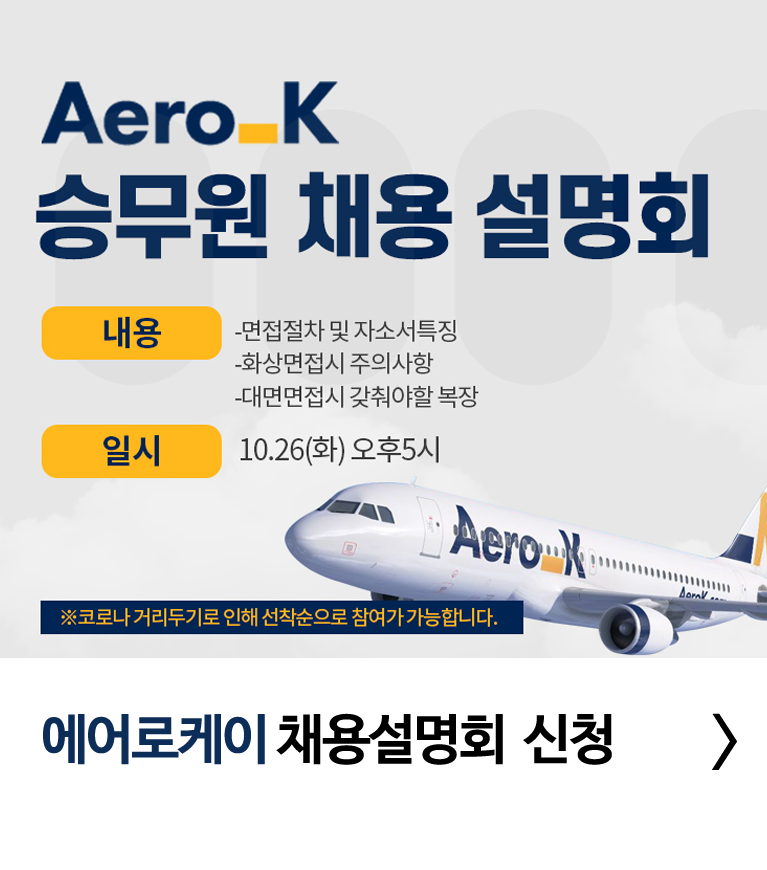 Aero_K
승무원 채용 설명회
내용
-면접절차 및 자소서특징
-화상면접시 주의사항
-대면면접시 갖춰야할 복장
일시
10.26(화) 오후5시
Aero_K
※코로나 거리두기로 인해 선착순으로 참여가 가능합니다.
에어로케이 채용설명회 신청